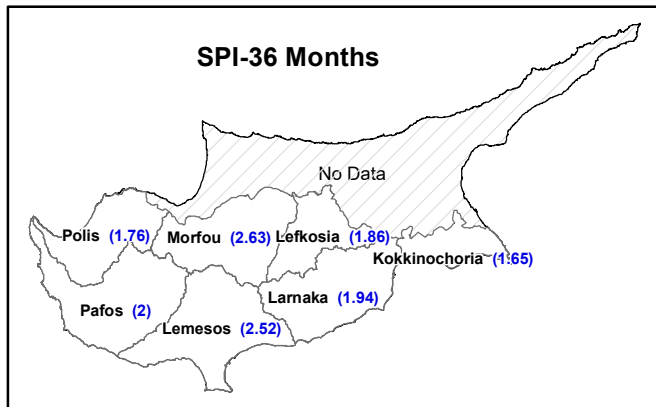 SPI-36 Months
No Data
Polis (1.76)
Morfou (2.63)
Lefkosia (1.86)
Kokkinochoria (1.65)
Pafos (2)
Lemesos (2.52)
Larnaka (1.94)